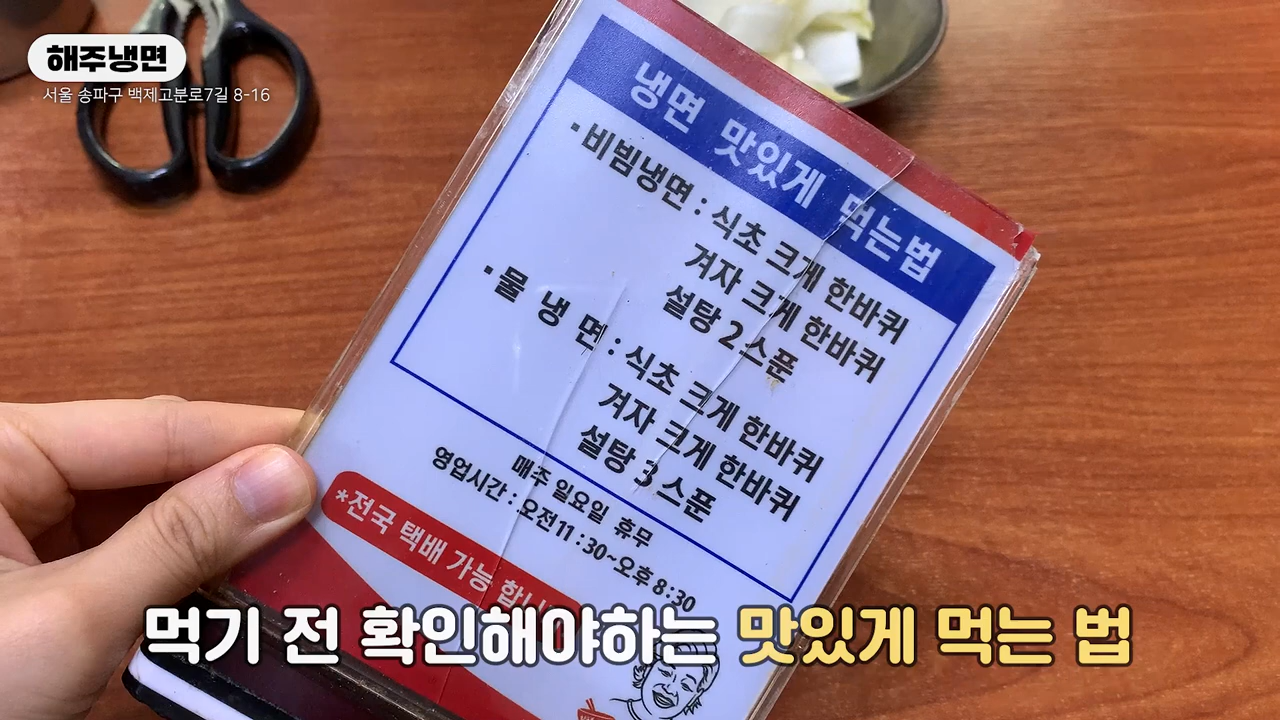 해주냉면
서울 송파구 백제고분로7길 8-16
냉면 맛있게 먹는법
·비빔냉면 : 식초 크게 한바퀴
겨자 크게 한바퀴
설탕 2스푼
·물 냉 면 : 식초 크게 한바퀴
겨자 크게 한바퀴
설탕 3스푼
매주 일요일 휴무
영업시간 : 오전11:30~오후8:30
*전국 택배 가능 합니
먹기 전 확인해야하는 맛있게 먹는 법